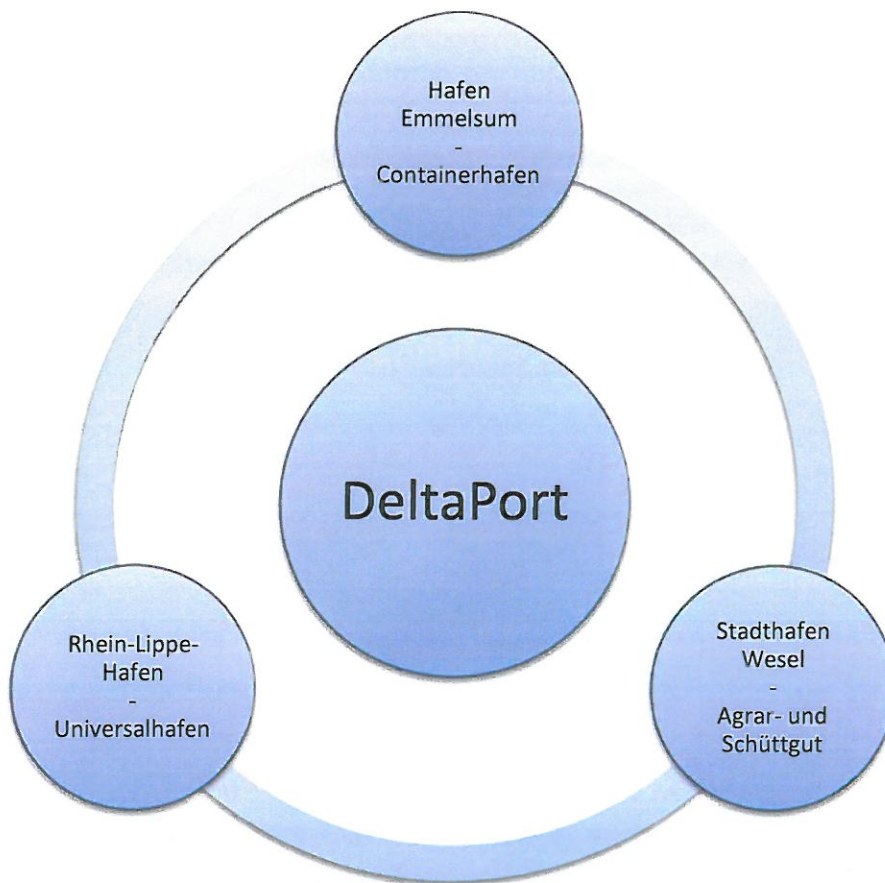 Hafen
Emmelsum
-
Containerhafen
DeltaPort
Rhein-Lippe-
Hafen
-
Universalhafen
Stadthafen
Wesel
-
Agrar- und
Schüttgut